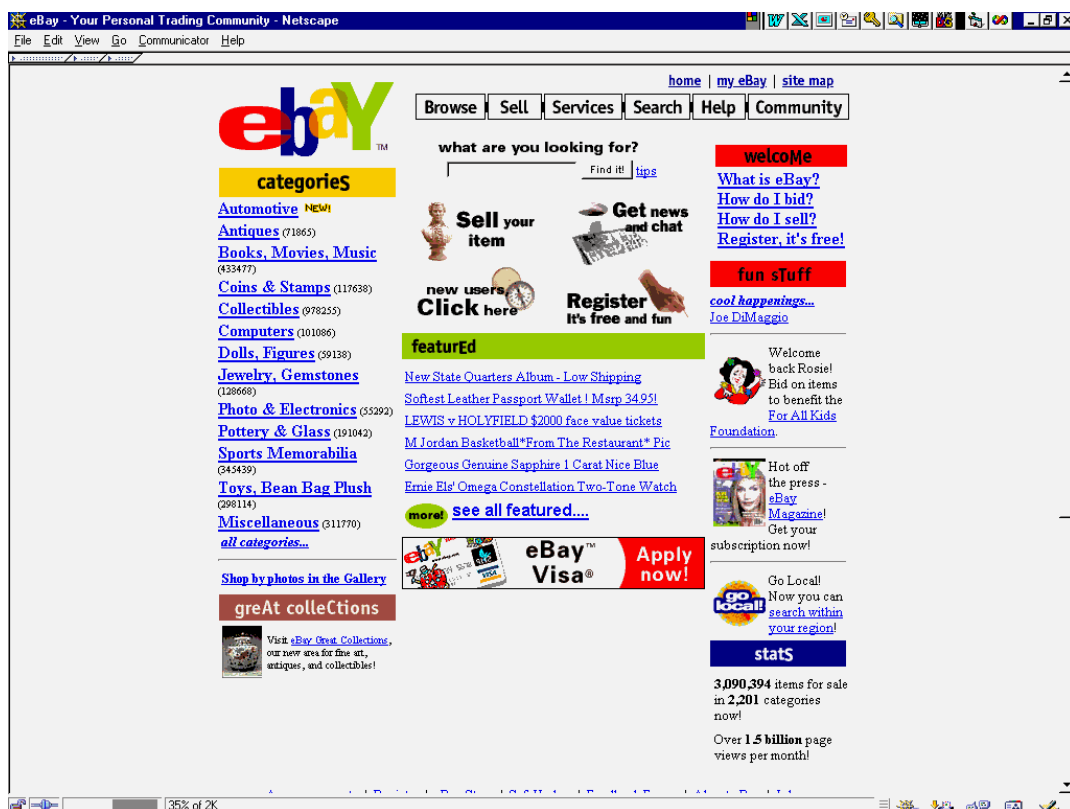 eBay - Your Personal Trading Community - Netscape
File Edit View Go Communicator Help
home | my eBay | site map
ebaY™
Browse Sell Services Search Help Community
what are you looking for?
Find it! tips
categorieS
Automotive NEW!
Antiques (71865)
Books, Movies, Music
(433477)
Coins & Stamps (117638)
Collectibles (978255)
Computers (101086)
Dolls, Figures (59138)
Jewelry, Gemstones
(128668)
Photo & Electronics (55292)
Pottery & Glass (191042)
Sports Memorabilia
(345439)
Toys, Bean Bag Plush
(298114)
Miscellaneous (311770)
all categories...
Shop by photos in the Gallery
greAt colleCtions
Visit eBay Great Collections,
our new area for fine art,
antiques, and collectibles!
Sell your
item
Get news
and chat
new users
Click here
Register
It's free and fun
featurEd
New State Quarters Album - Low Shipping
Softest Leather Passport Wallet ! Msrp 34.95!
LEWIS v HOLYFIELD $2000 face value tickets
M Jordan Basketball*From The Restaurant* Pic
Gorgeous Genuine Sapphire 1 Carat Nice Blue
Ernie Els' Omega Constellation Two-Tone Watch
more! see all featured....
ebaY
VISA
eBay™
Visa®
Apply
now!
welcoMe
What is eBay?
How do I bid?
How do I sell?
Register, it's free!
fun sTuff
cool happenings...
Joe DiMaggio
Welcome
back Rosie!
Bid on items
to benefit the
For All Kids
Foundation.
ebaY
Hot off
the press -
eBay
Magazine!
Get your
subscription now!
go
local!
Go Local!
Now you can
search within
your region!
statS
3,090,394 items for sale
in 2,201 categories
now!
Over 1.5 billion page
views per month!
35% of 2K